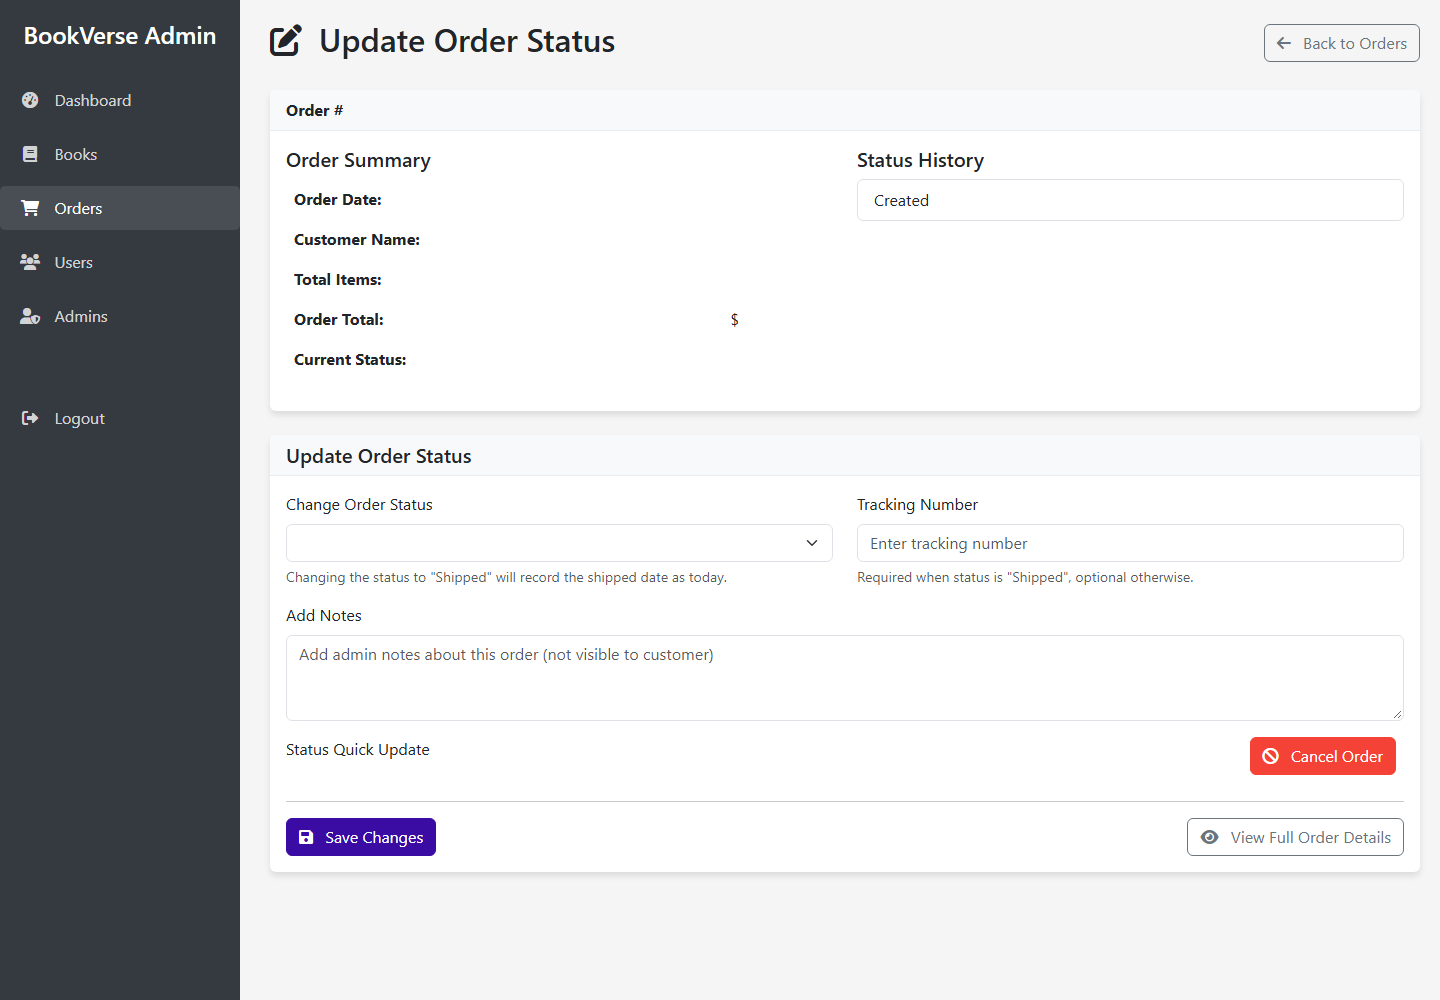 BookVerse Admin
Dashboard
Books
Orders
Users
Admins
Logout
Update Order Status
Back to Orders
Order #
Order Summary
Order Date:
Customer Name:
Total Items:
Order Total: $
Current Status:
Status History
Created
Update Order Status
Change Order Status
Changing the status to "Shipped" will record the shipped date as today.
Tracking Number
Enter tracking number
Required when status is "Shipped", optional otherwise.
Add Notes
Add admin notes about this order (not visible to customer)
Status Quick Update
Cancel Order
Save Changes
View Full Order Details